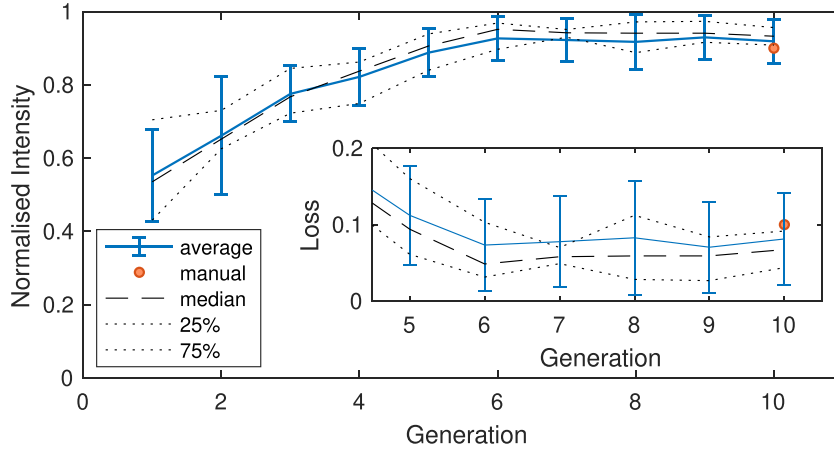 Normalised Intensity
1
0.8
0.6
0.4
0.2
0
average
manual
median
25%
75%
0 2 4 6 8 10
Generation
Loss
0.2
0.1
0
5 6 7 8 9 10
Generation